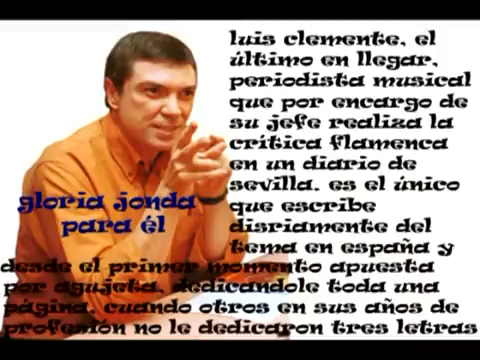 luis clemente, el
último en llegar,
periodista musical
que por encargo de
su jefe realiza la
crítica flamenca
en un diario de
sevilla. es el único
que escribe
disriamente del
tema en españa y
desde el primer momento apuesta
por agujeta, dedicandole toda una
página, cuando otros en sus años de
profesión no le dedicaron tres letras
gloria jonda
para él